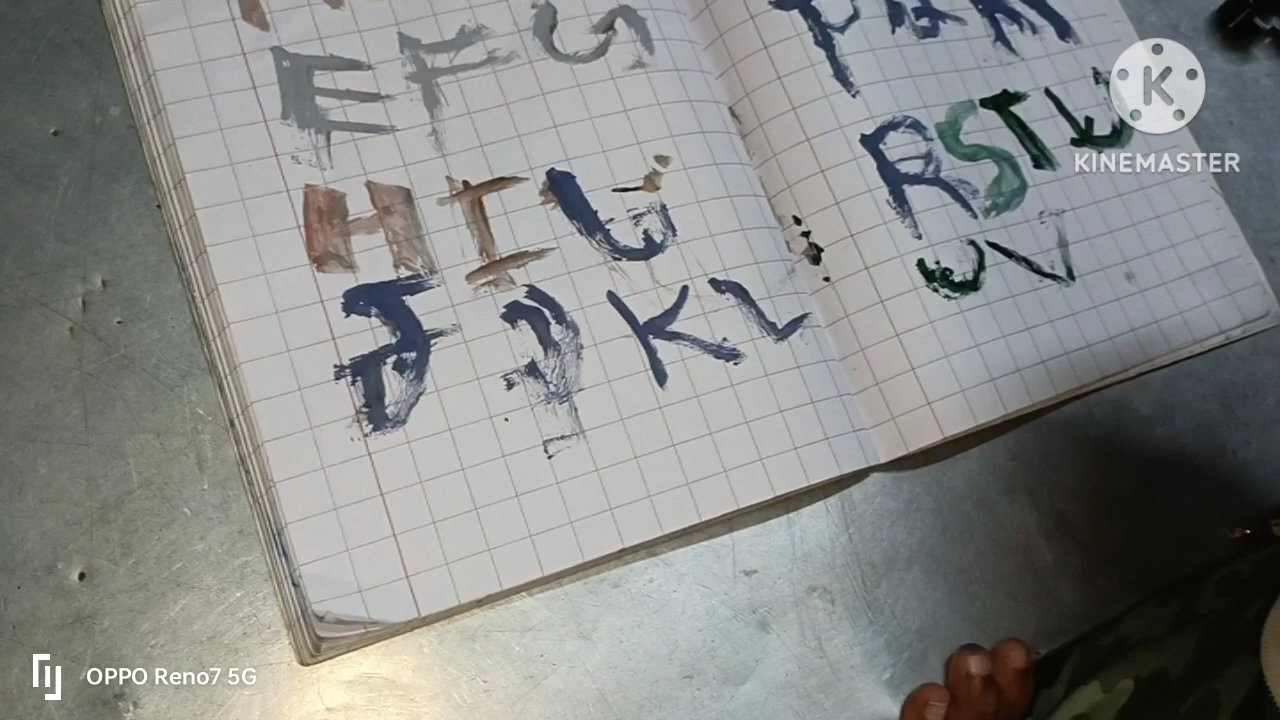 E F G
H I J
J J K L
R S T U
U V
KINEMASTER
OPPO Reno7 5G